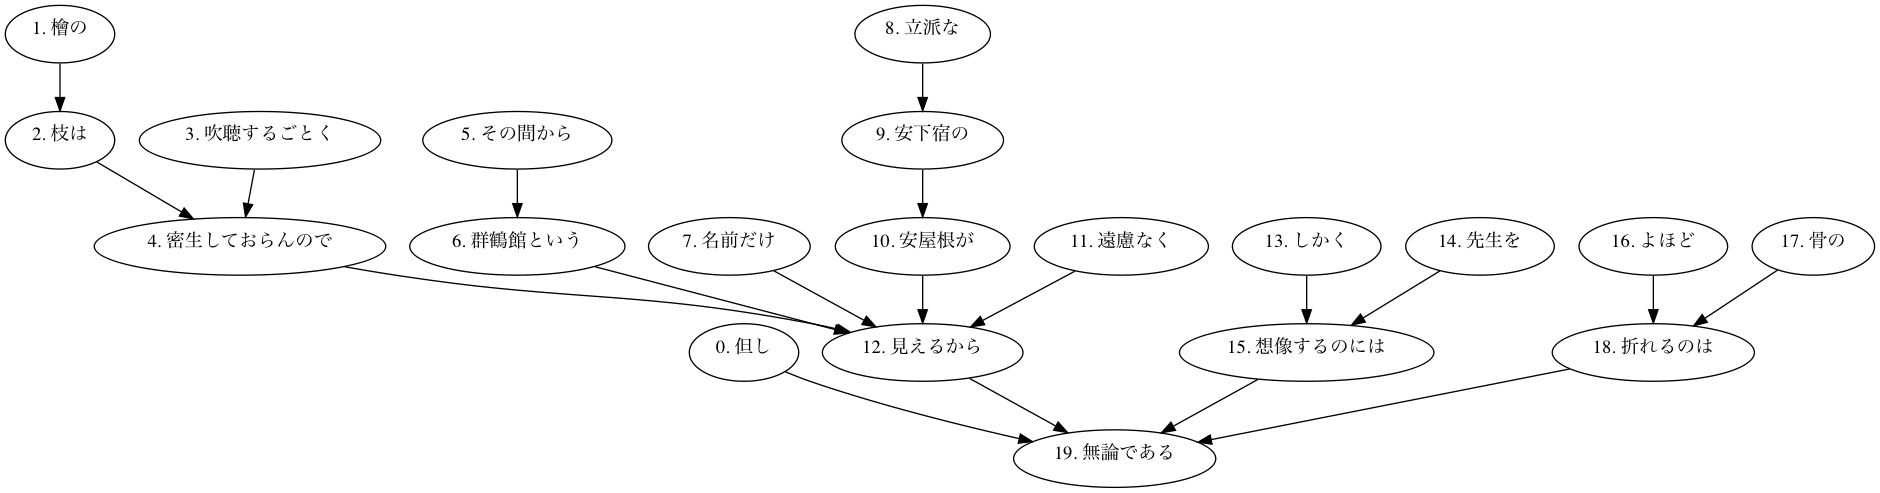 1. 檜の
8. 立派な
2. 枝は
3. 吹聴するごとく
5. その間から
9. 安下宿の
4. 密生しておらんので
6. 群鶴館という
7. 名前だけ
10. 安屋根が
11. 遠慮なく
13. しかく
14. 先生を
16. よほど
17. 骨の
0. 但し
12. 見えるから
15. 想像するのには
18. 折れるのは
19. 無論である